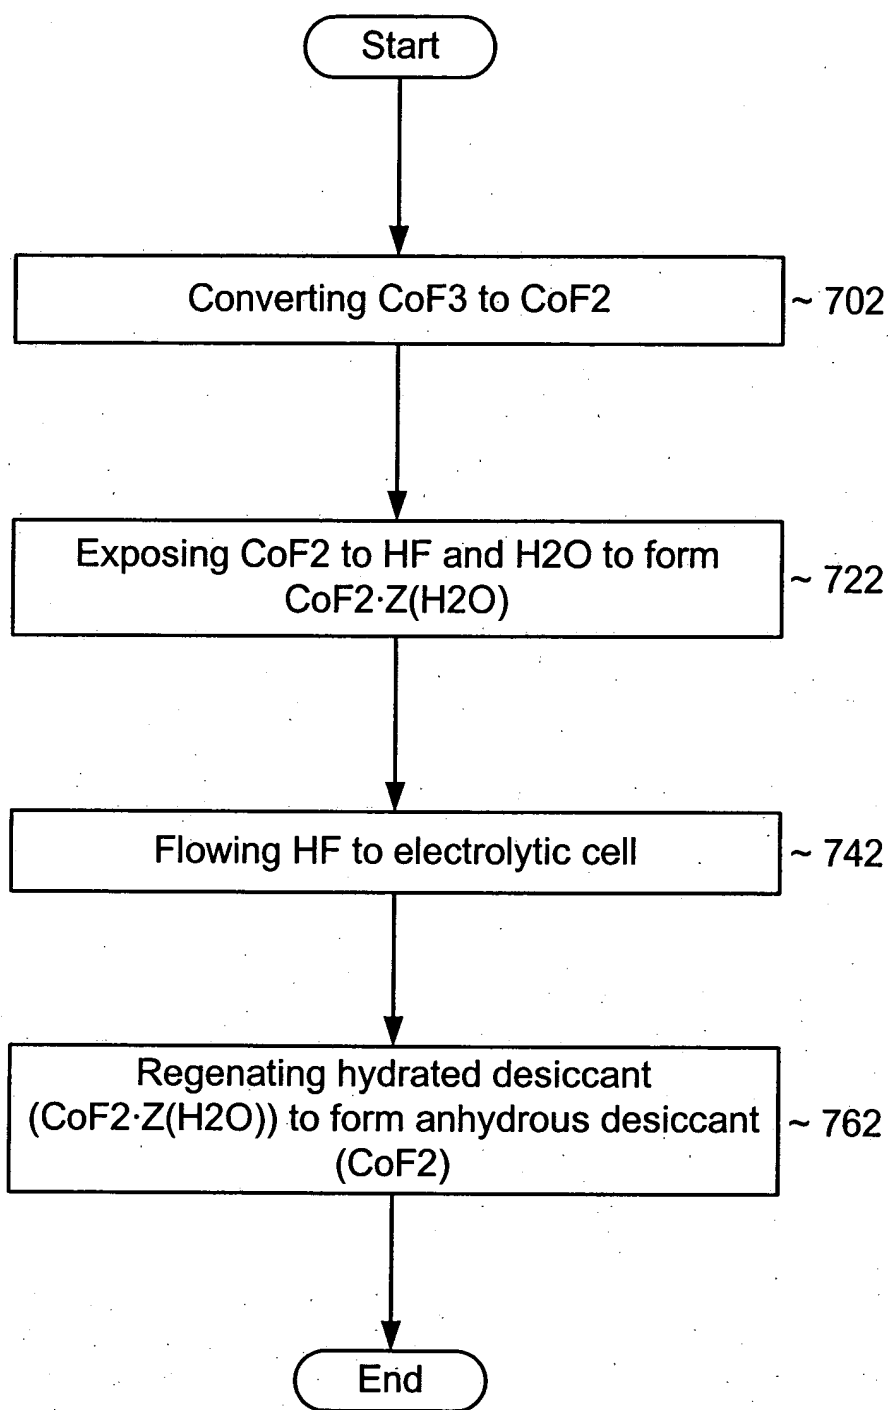 Start
Converting CoF3 to CoF2
~ 702
Exposing CoF2 to HF and H2O to form
CoF2·Z(H2O)
~ 722
Flowing HF to electrolytic cell
~ 742
Regenating hydrated desiccant
(CoF2·Z(H2O)) to form anhydrous desiccant
(CoF2)
~ 762
End